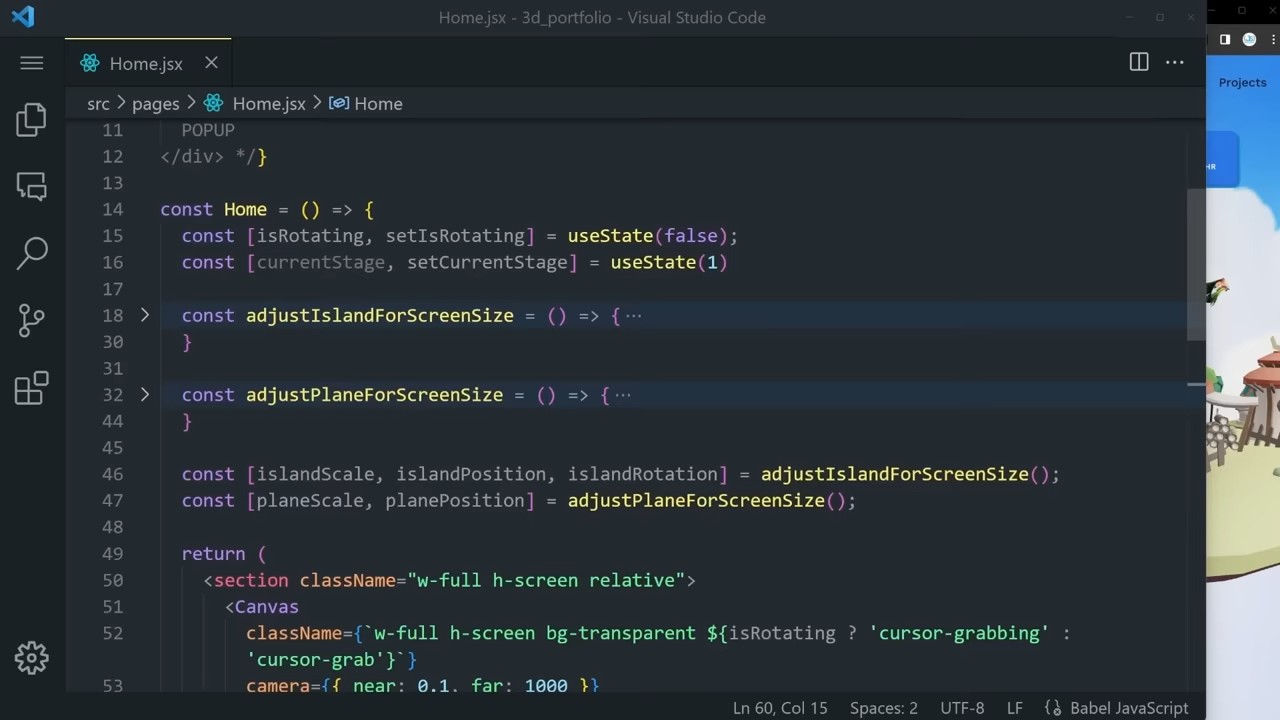 Home.jsx - 3d_portfolio - Visual Studio Code
Home.jsx
src > pages > Home.jsx > Home
Projects
HR
11 POPUP
12 </div> */}
13
14 const Home = () => {
15 const [isRotating, setIsRotating] = useState(false);
16 const [currentStage, setCurrentStage] = useState(1)
17
18 const adjustIslandForScreenSize = () => { ···
30 }
31
32 const adjustPlaneForScreenSize = () => { ···
44 }
45
46 const [islandScale, islandPosition, islandRotation] = adjustIslandForScreenSize();
47 const [planeScale, planePosition] = adjustPlaneForScreenSize();
48
49 return (
50 <section className="w-full h-screen relative">
51 <Canvas
52 className={`w-full h-screen bg-transparent ${isRotating ? 'cursor-grabbing' :
'cursor-grab'}`}
53 camera={{ near: 0.1, far: 1000 }}
Ln 60, Col 15 Spaces: 2 UTF-8 LF Babel JavaScript